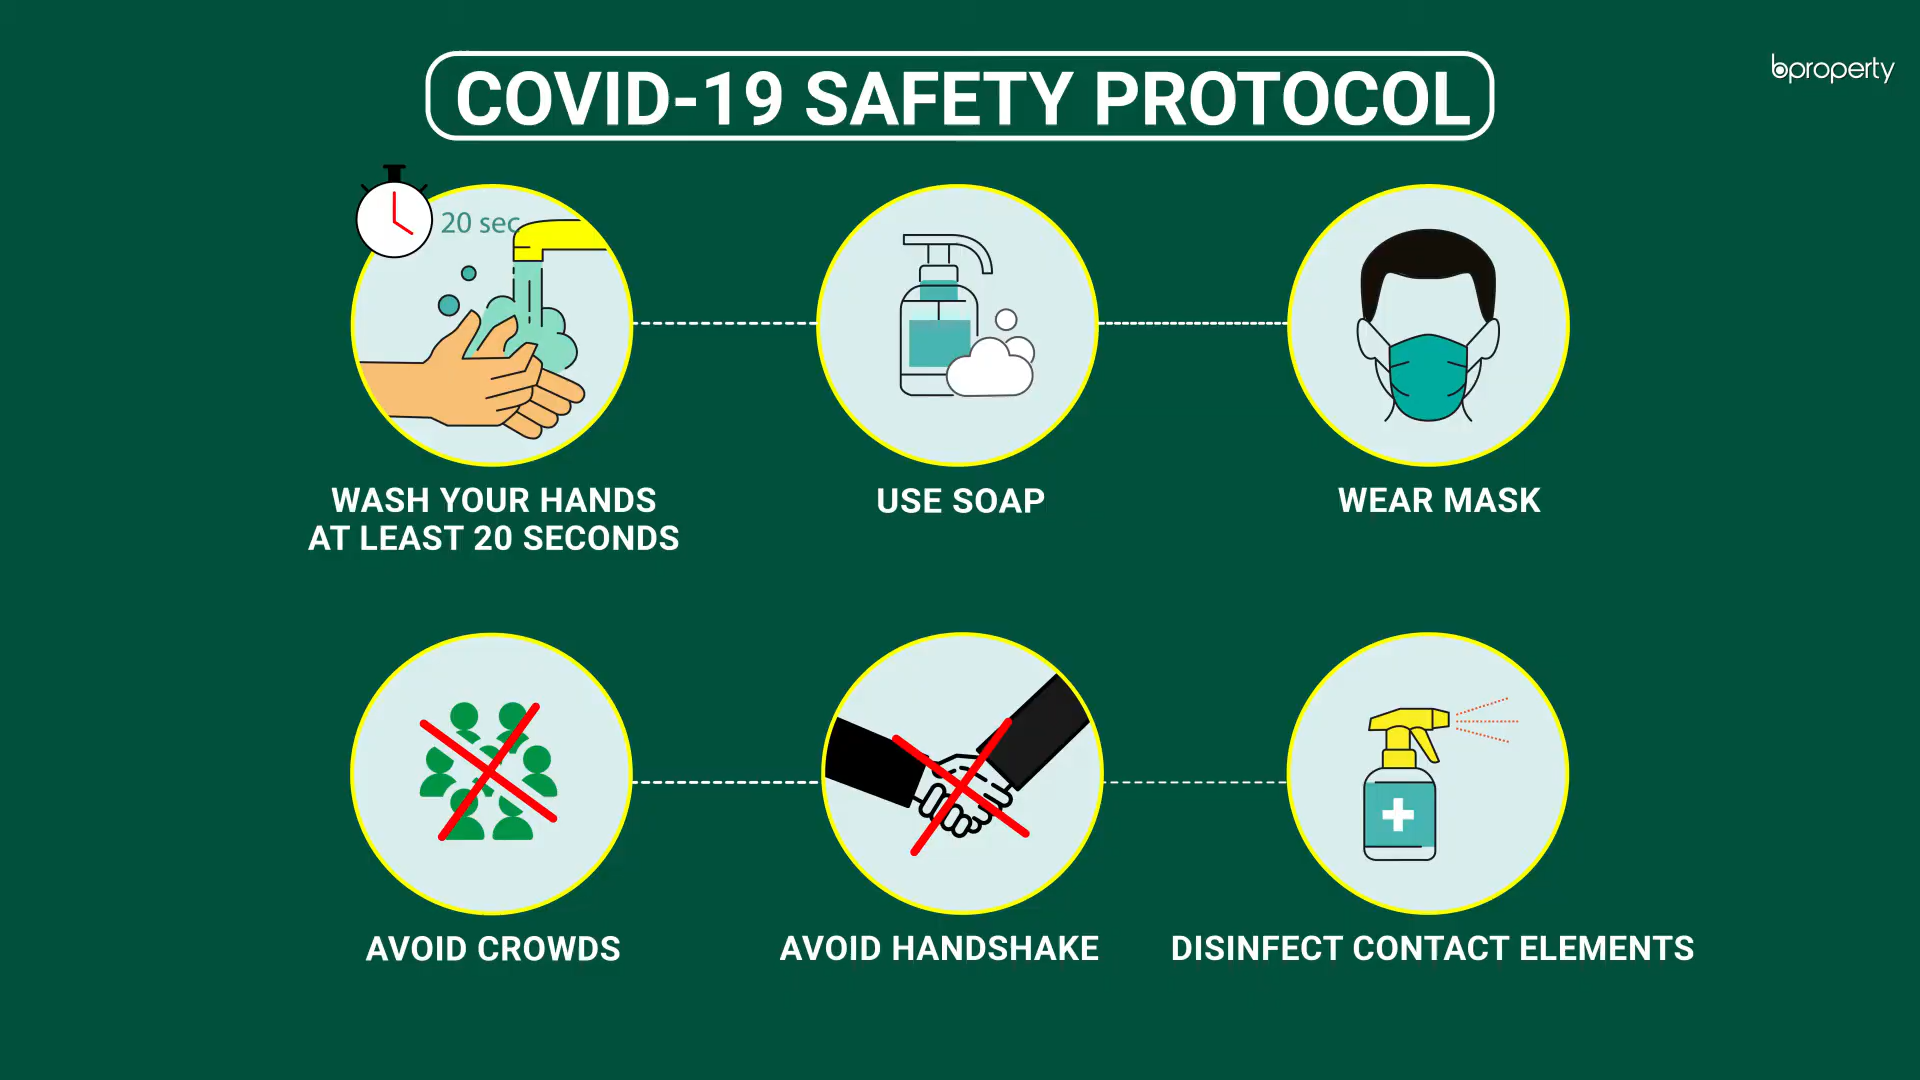 COVID-19 SAFETY PROTOCOL
bproperty
20 sec
WASH YOUR HANDS
AT LEAST 20 SECONDS
USE SOAP
WEAR MASK
AVOID CROWDS
AVOID HANDSHAKE
DISINFECT CONTACT ELEMENTS